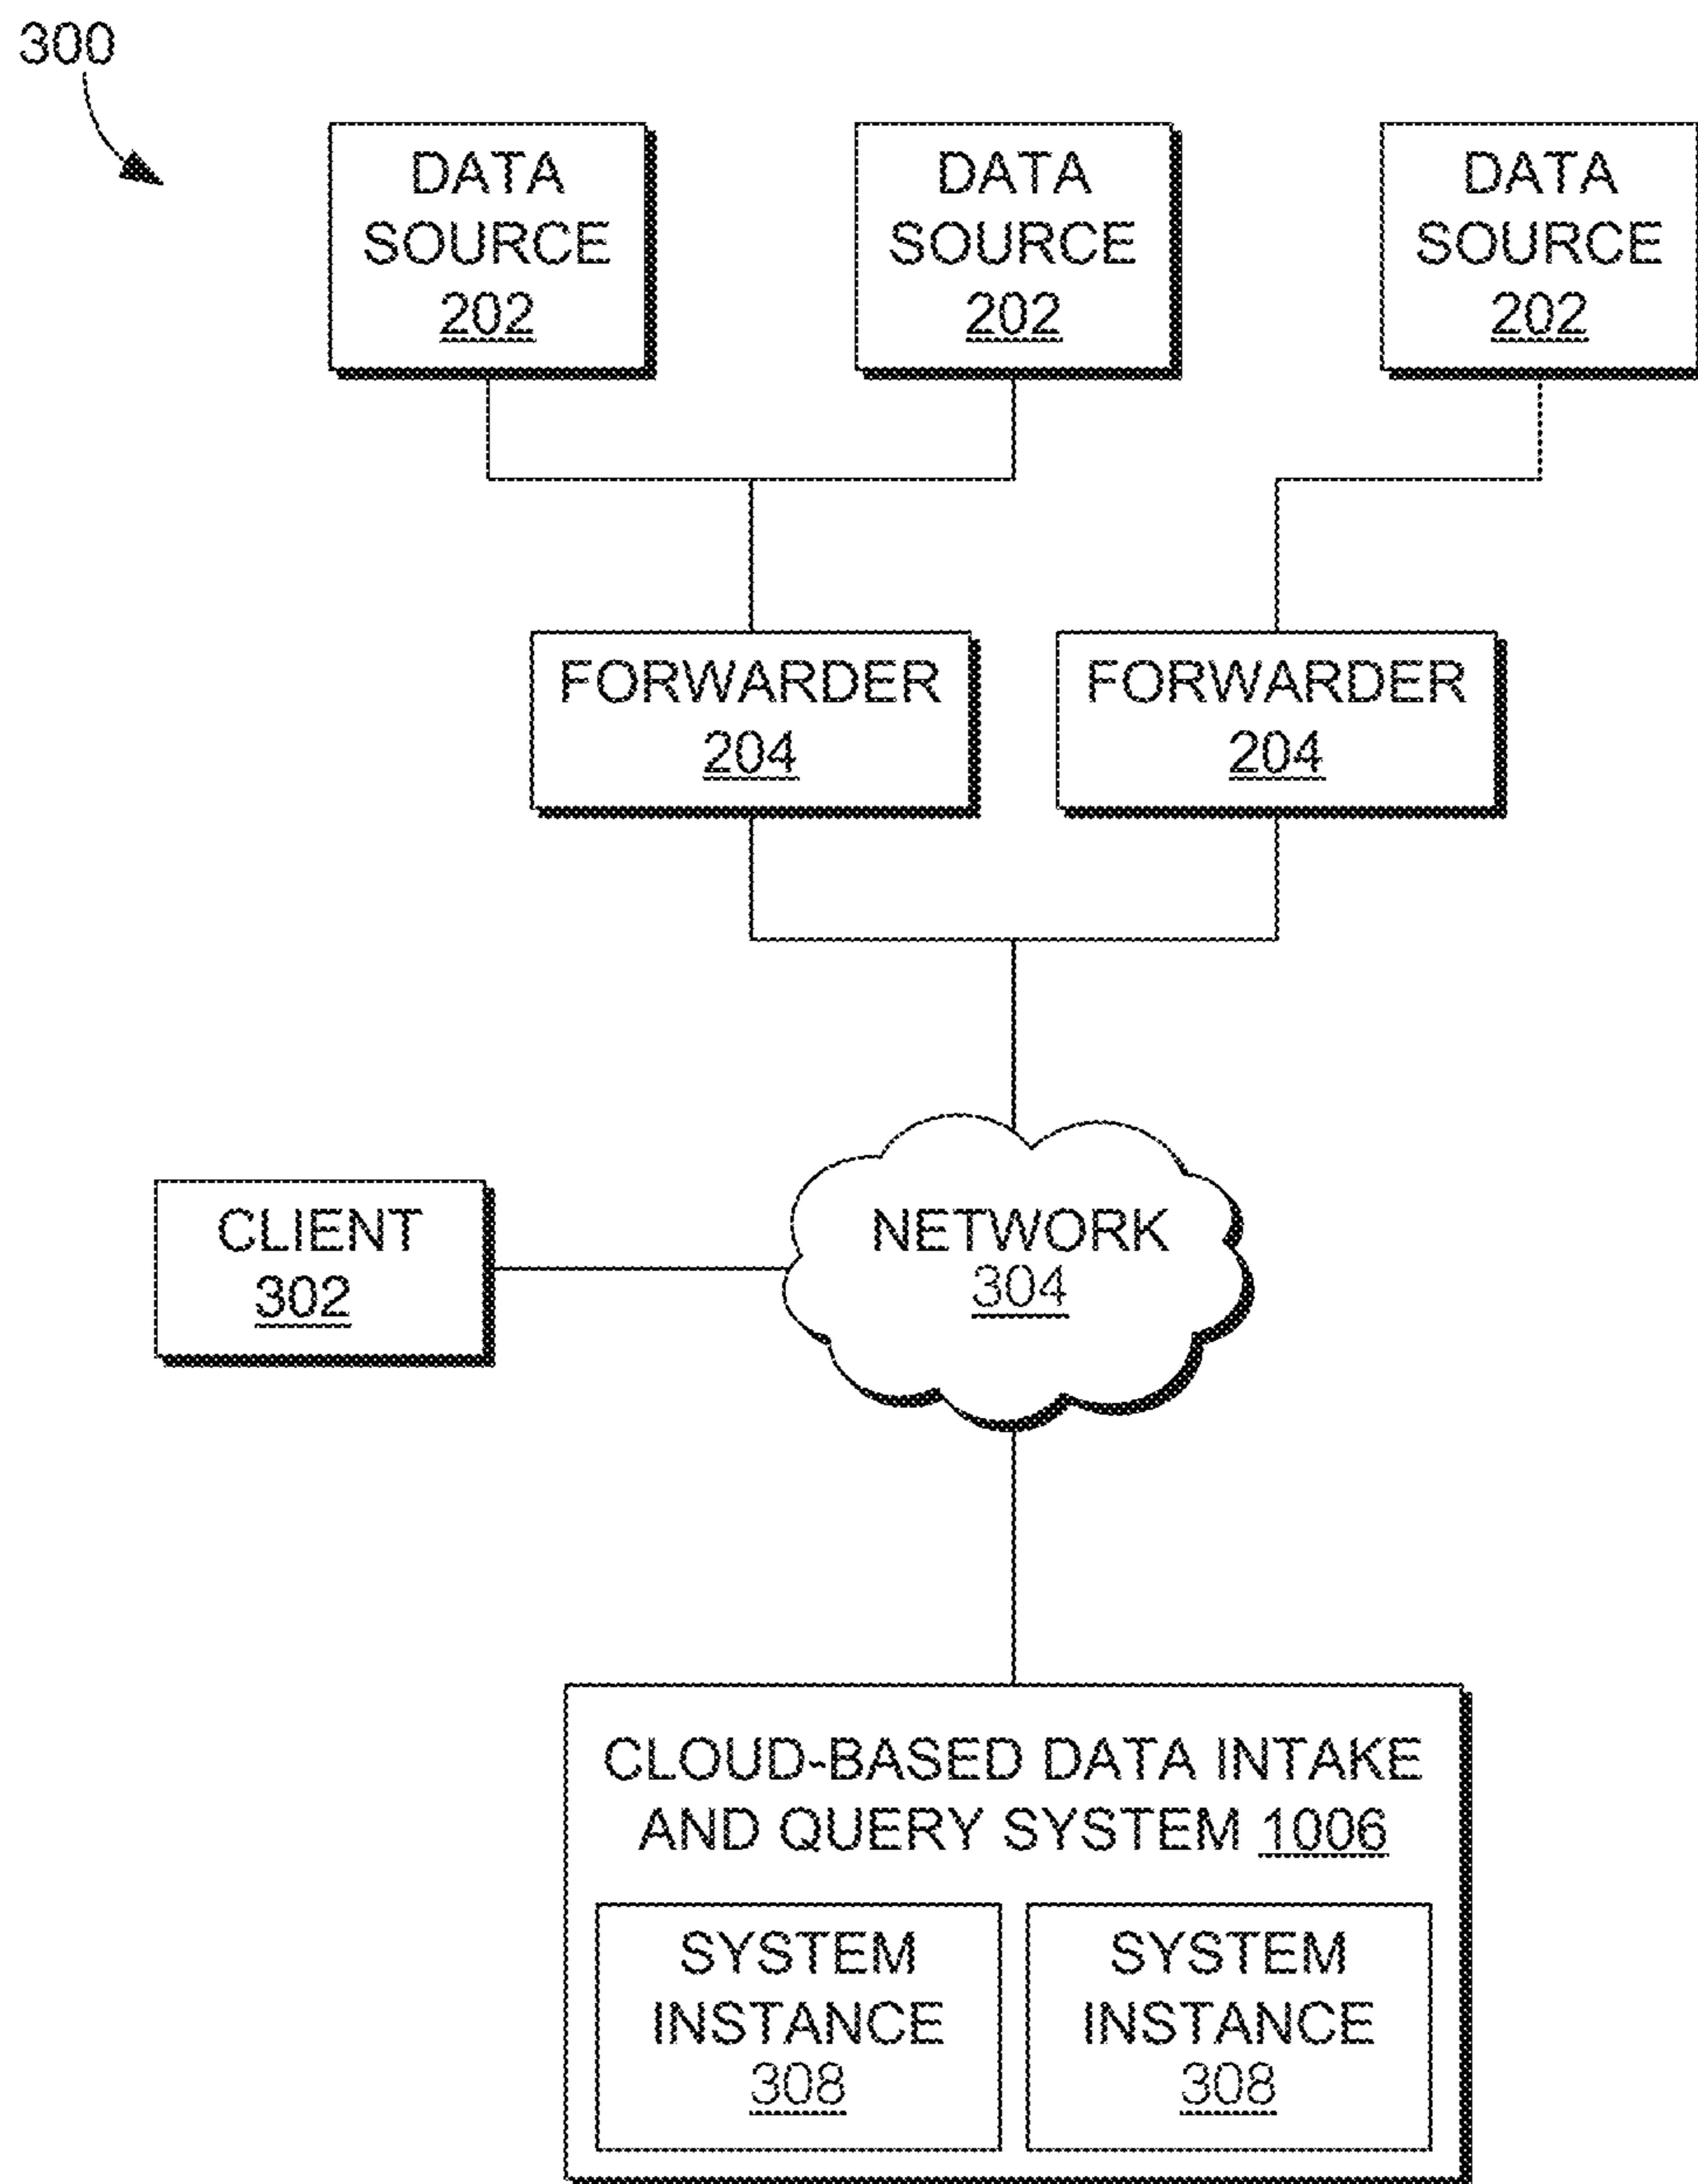 300
DATA
SOURCE
202
DATA
SOURCE
202
DATA
SOURCE
202
FORWARDER
204
FORWARDER
204
CLIENT
302
NETWORK
304
CLOUD-BASED DATA INTAKE
AND QUERY SYSTEM 1006
SYSTEM
INSTANCE
308
SYSTEM
INSTANCE
308